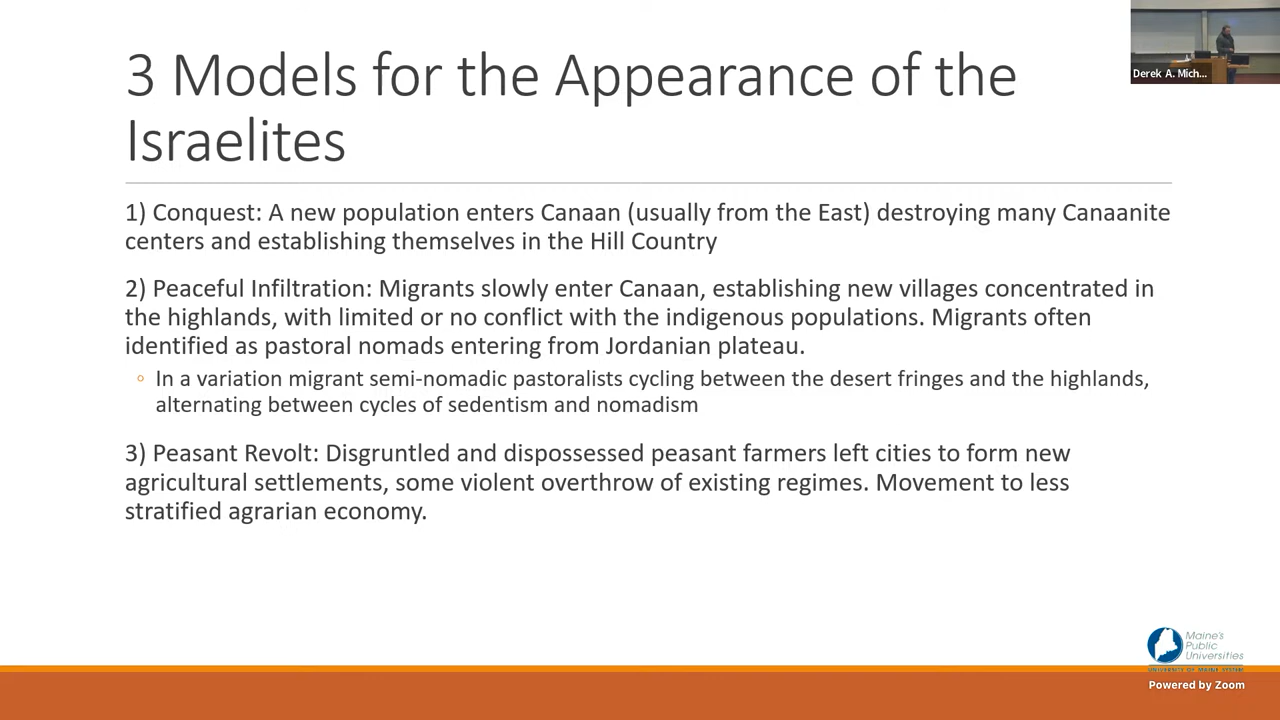 3 Models for the Appearance of the
Israelites
Derek A. Mich...
1) Conquest: A new population enters Canaan (usually from the East) destroying many Canaanite
centers and establishing themselves in the Hill Country
2) Peaceful Infiltration: Migrants slowly enter Canaan, establishing new villages concentrated in
the highlands, with limited or no conflict with the indigenous populations. Migrants often
identified as pastoral nomads entering from Jordanian plateau.
◦ In a variation migrant semi-nomadic pastoralists cycling between the desert fringes and the highlands,
alternating between cycles of sedentism and nomadism
3) Peasant Revolt: Disgruntled and dispossessed peasant farmers left cities to form new
agricultural settlements, some violent overthrow of existing regimes. Movement to less
stratified agrarian economy.
Maine's
Public
Universities
UNIVERSITY OF MAINE SYSTEM
Powered by Zoom